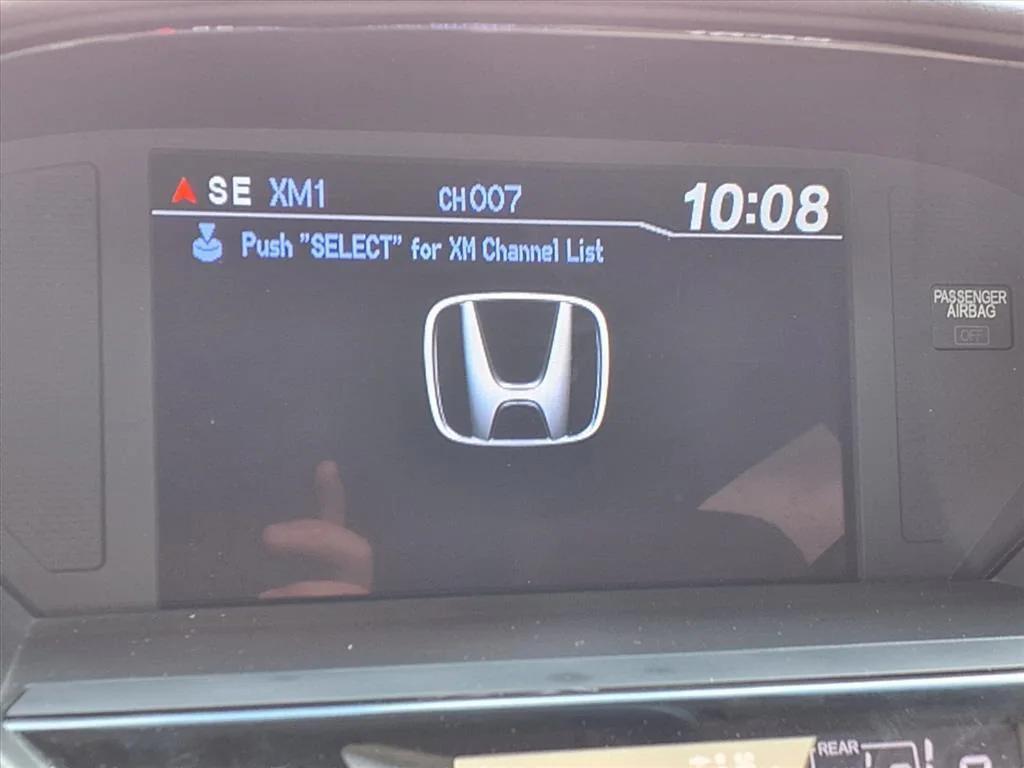 SE XM1 CH007 10:08
Push "SELECT" for XM Channel List
PASSENGER
AIRBAG
OFF
REAR